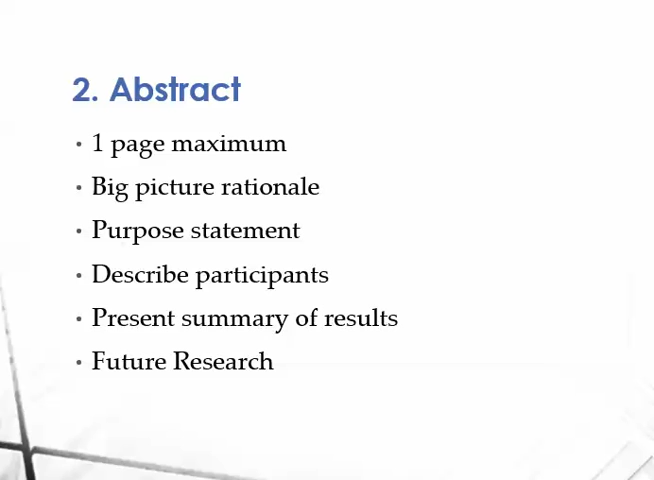 2. Abstract
• 1 page maximum
• Big picture rationale
• Purpose statement
• Describe participants
• Present summary of results
• Future Research